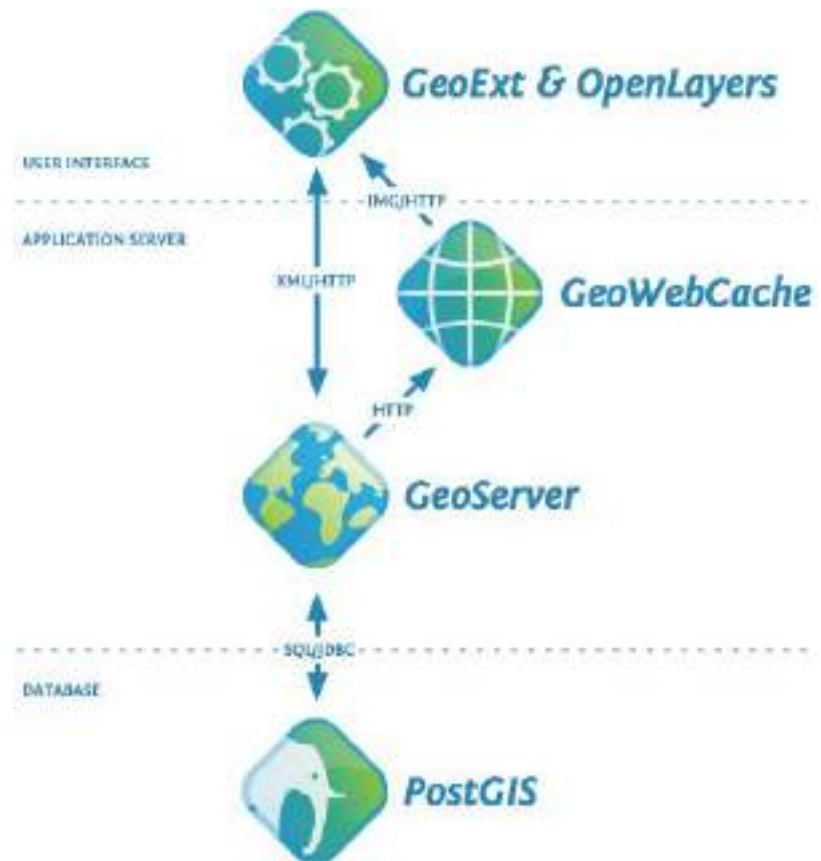 GeoExt & OpenLayers
USER INTERFACE
IMG/HTTP
APPLICATION SERVER
XML/HTTP
GeoWebCache
HTTP
GeoServer
SQL/JDBC
DATABASE
PostGIS